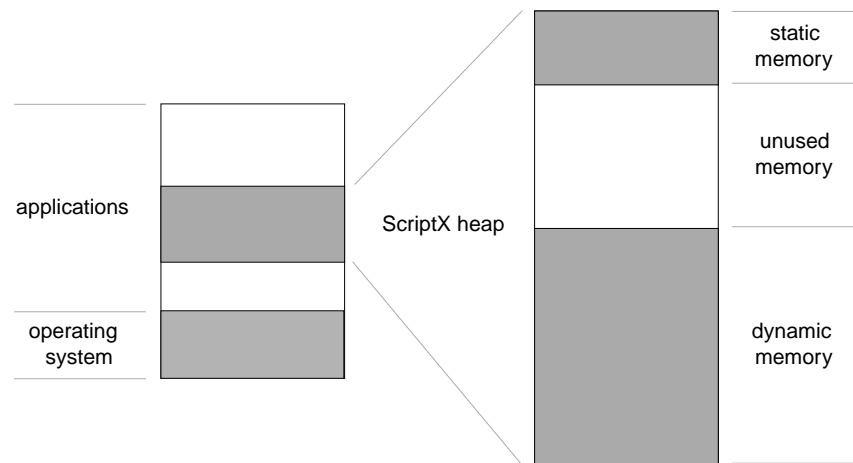 applications
operating
system
ScriptX heap
static
memory
unused
memory
dynamic
memory